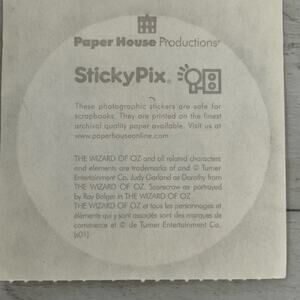 Paper House Productions®
StickyPix®
These photographic stickers are safe for
scrapbooks. They are printed on the finest
archival quality paper available. Visit us at
www.paperhouseonline.com
THE WIZARD OF OZ and all related characters
and elements are trademarks of and © Turner
Entertainment Co. Judy Garland as Dorothy from
THE WIZARD OF OZ. Scarecrow as portrayed
by Ray Bolger in THE WIZARD OF OZ.
THE WIZARD OF OZ et tous les personnages et
éléments qui y sont associés sont des marques de
commerce et © de Turner Entertainment Co.
(s01)